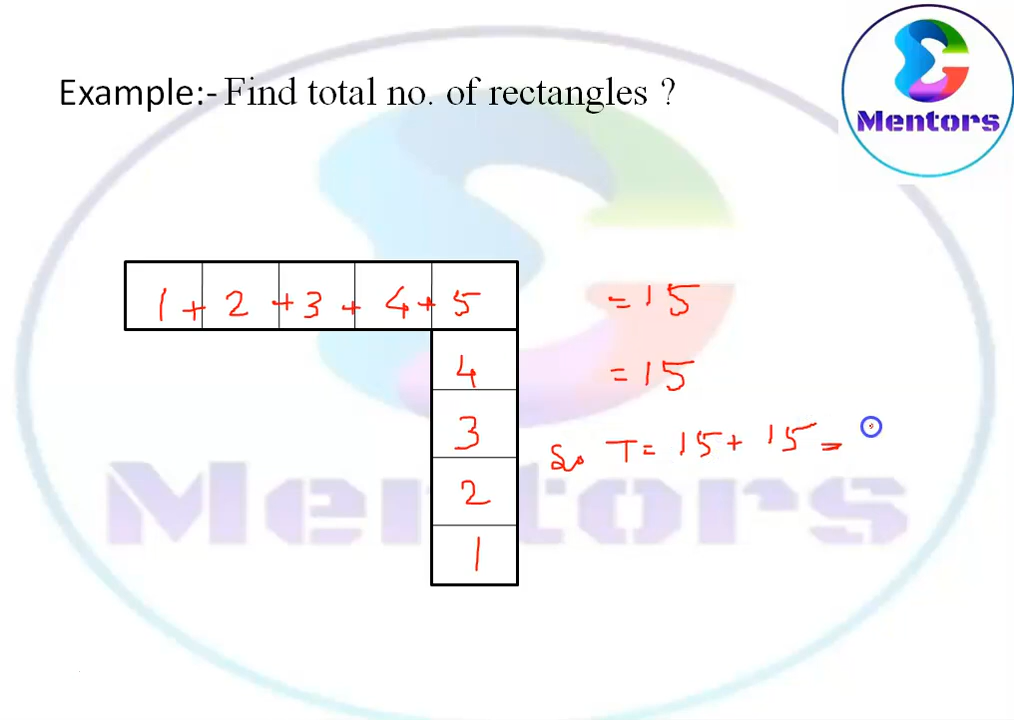 Example:- Find total no. of rectangles ?
Mentors
1 + 2 + 3 + 4 + 5 = 15
4 = 15
3
So T = 15 + 15 =
2
1
Mentors